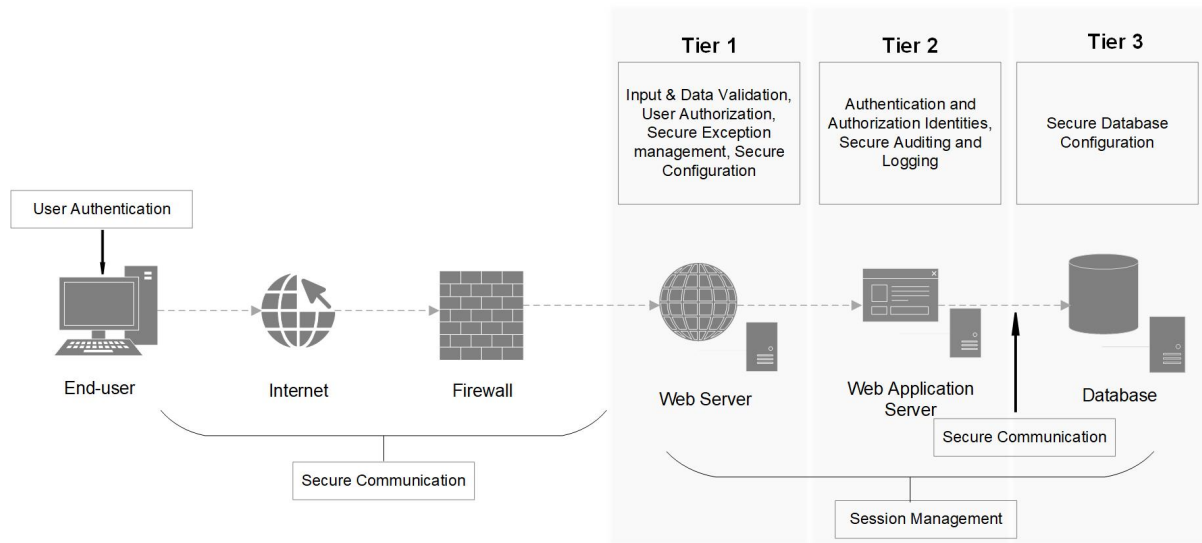 Tier 1
Tier 2
Tier 3
Input & Data Validation,
User Authorization,
Secure Exception
management, Secure
Configuration
Authentication and
Authorization Identities,
Secure Auditing and
Logging
Secure Database
Configuration
User Authentication
End-user
Internet
Firewall
Web Server
Web Application
Server
Database
Secure Communication
Secure Communication
Session Management